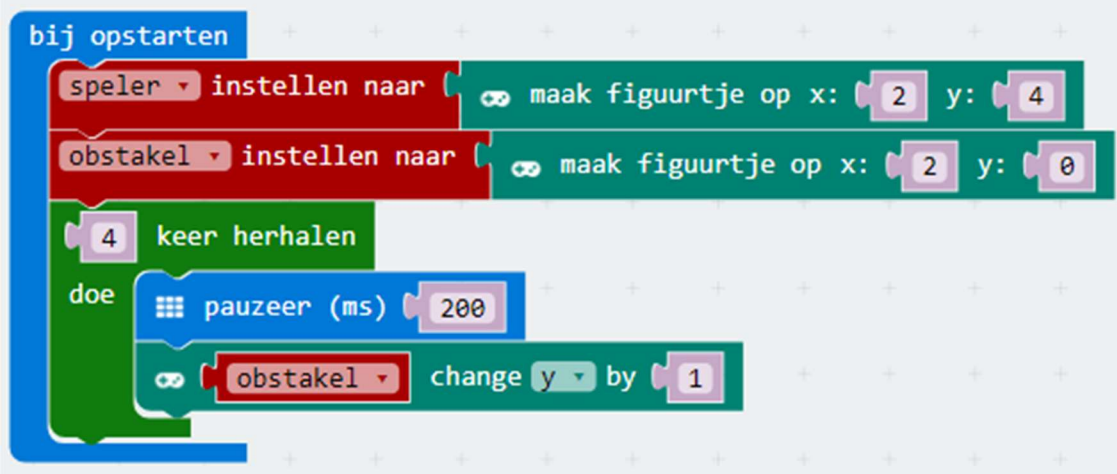 bij opstarten
speler instellen naar maak figuurtje op x: 2 y: 4
obstakel instellen naar maak figuurtje op x: 2 y: 0
4 keer herhalen
doe pauzeer (ms) 200
obstakel change y by 1